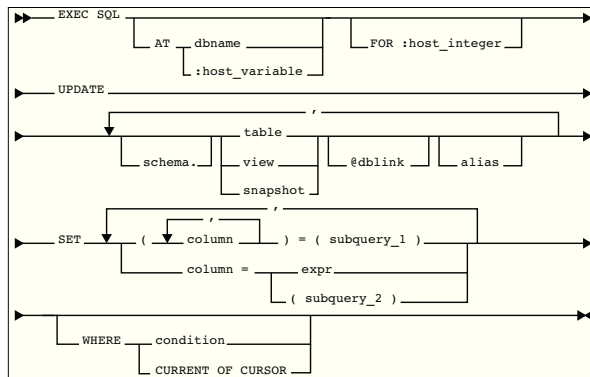 EXEC SQL
AT dbname FOR :host_integer
:host_variable
UPDATE
,
table
schema. view @dblink alias
snapshot
,
,
SET ( column ) = ( subquery_1 )
column = expr
( subquery_2 )
WHERE condition
CURRENT OF CURSOR